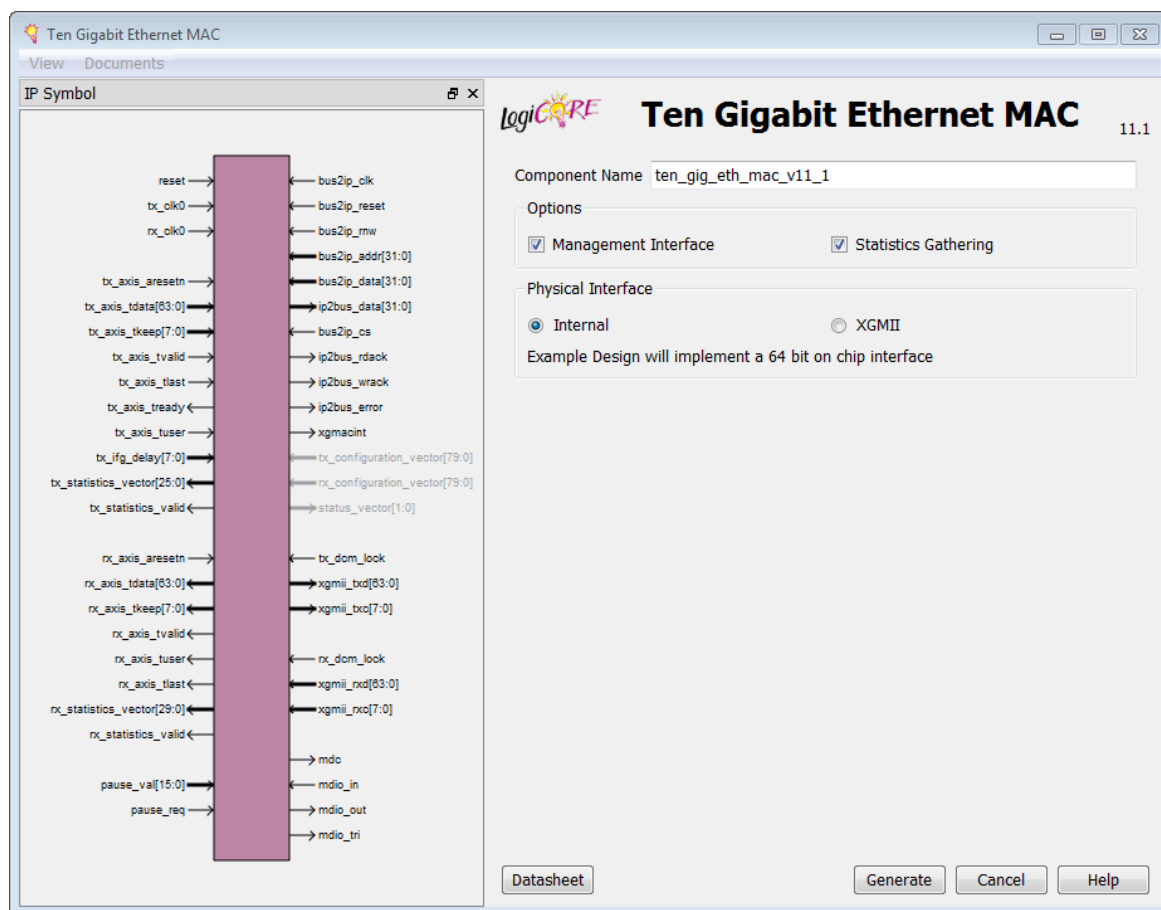 Ten Gigabit Ethernet MAC
View Documents
IP Symbol
reset
tx_clk0
rx_clk0
tx_axis_aresetn
tx_axis_tdata[63:0]
tx_axis_tkeep[7:0]
tx_axis_tvalid
tx_axis_tlast
tx_axis_tready
tx_axis_tuser
tx_ifg_delay[7:0]
tx_statistics_vector[25:0]
tx_statistics_valid
rx_axis_aresetn
rx_axis_tdata[63:0]
rx_axis_tkeep[7:0]
rx_axis_tvalid
rx_axis_tuser
rx_axis_tlast
rx_statistics_vector[29:0]
rx_statistics_valid
pause_val[15:0]
pause_req
bus2ip_clk
bus2ip_reset
bus2ip_rnw
bus2ip_addr[31:0]
bus2ip_data[31:0]
ip2bus_data[31:0]
bus2ip_cs
ip2bus_rdack
ip2bus_wrack
ip2bus_error
xgmacint
tx_configuration_vector[79:0]
rx_configuration_vector[79:0]
status_vector[1:0]
tx_dcm_lock
xgmii_txd[63:0]
xgmii_txc[7:0]
rx_dcm_lock
xgmii_rxd[63:0]
xgmii_rxc[7:0]
mdc
mdio_in
mdio_out
mdio_tri
LogiCORE
Ten Gigabit Ethernet MAC 11.1
Component Name ten_gig_eth_mac_v11_1
Options
Management Interface Statistics Gathering
Physical Interface
Internal XGMII
Example Design will implement a 64 bit on chip interface
Datasheet Generate Cancel Help